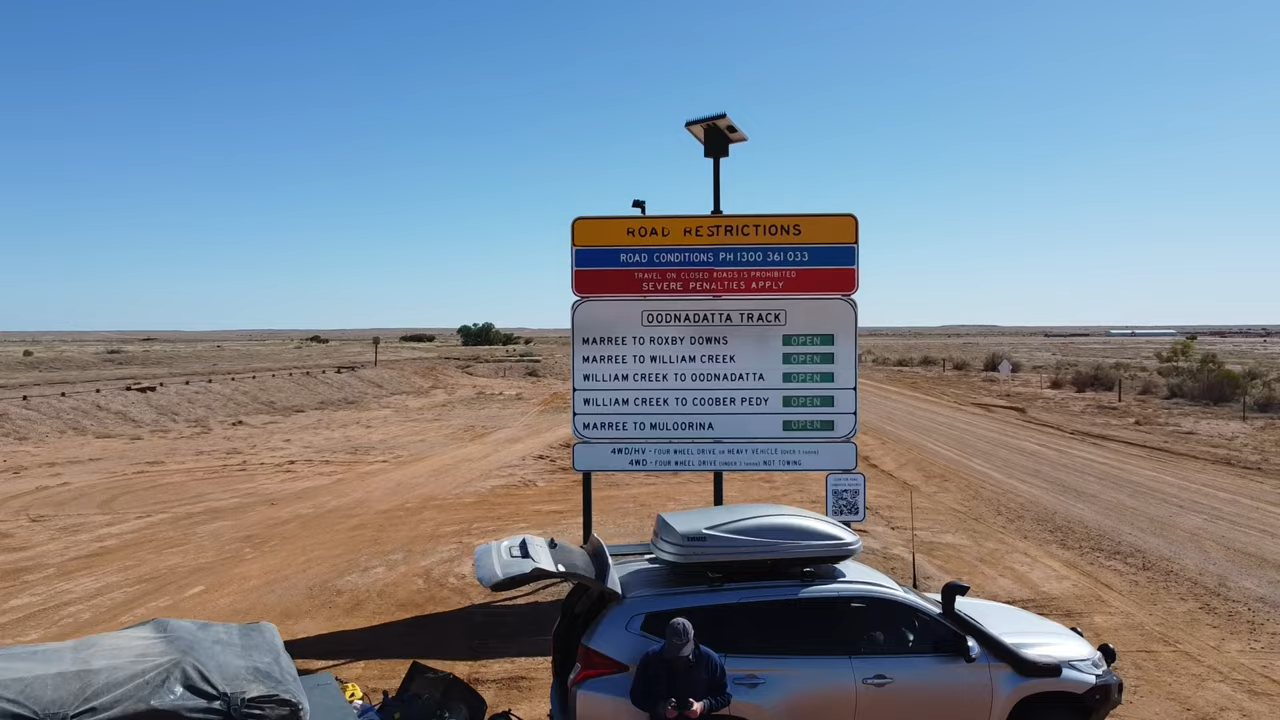 ROAD RESTRICTIONS
ROAD CONDITIONS PH 1300 361 033
TRAVEL ON CLOSED ROADS IS PROHIBITED
SEVERE PENALTIES APPLY
OODNADATTA TRACK
MARREE TO ROXBY DOWNS OPEN
MARREE TO WILLIAM CREEK OPEN
WILLIAM CREEK TO OODNADATTA OPEN
WILLIAM CREEK TO COOBER PEDY OPEN
MARREE TO MULOORINA OPEN
4WD/HV - FOUR WHEEL DRIVE OR HEAVY VEHICLE
4WD - FOUR WHEEL DRIVE NOT TOWING
THULE